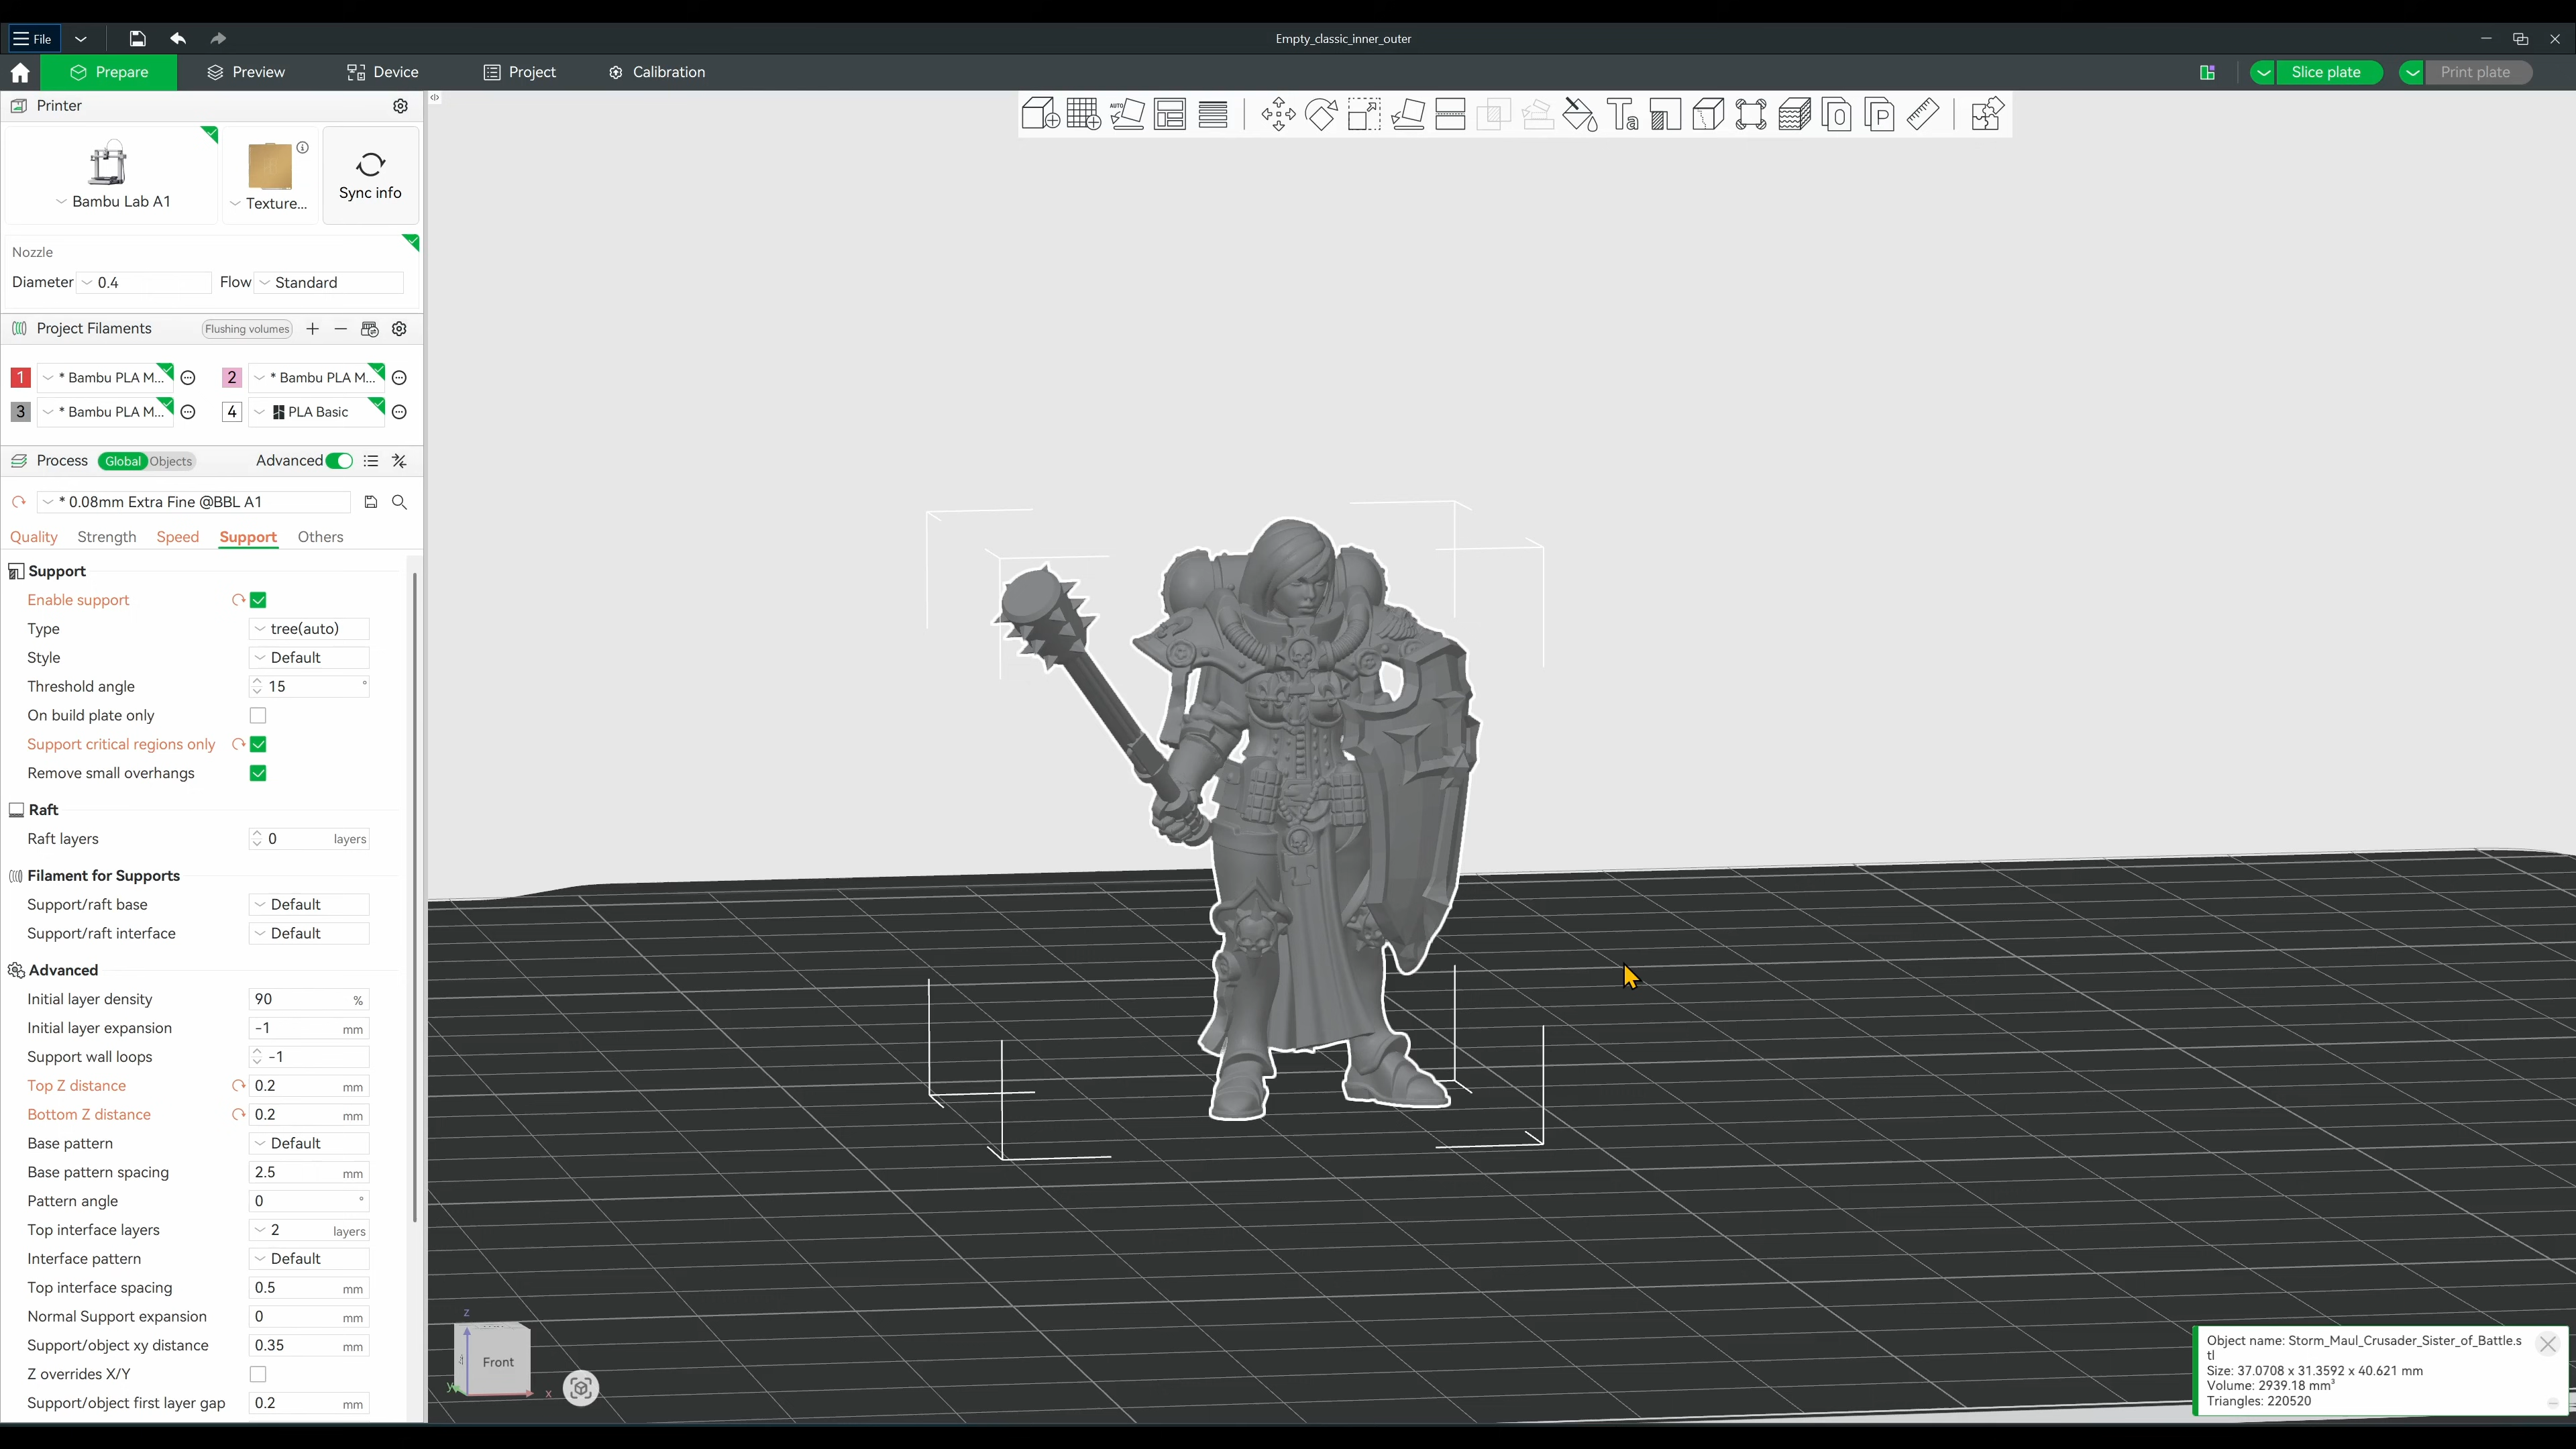 File
Empty_classic_inner_outer
Prepare
Preview
Device
Project
Calibration
Slice plate
Print plate
Printer
Bambu Lab A1
Texture...
Sync info
Nozzle
Diameter 0.4 Flow Standard
Project Filaments Flushing volumes
1 * Bambu PLA M... 2 * Bambu PLA M...
3 * Bambu PLA M... 4 PLA Basic
Process Global Objects Advanced
* 0.08mm Extra Fine @BBL A1
Quality Strength Speed Support Others
Support
Enable support
Type tree(auto)
Style Default
Threshold angle 15 °
On build plate only
Support critical regions only
Remove small overhangs
Raft
Raft layers 0 layers
Filament for Supports
Support/raft base Default
Support/raft interface Default
Advanced
Initial layer density 90 %
Initial layer expansion -1 mm
Support wall loops -1
Top Z distance 0.2 mm
Bottom Z distance 0.2 mm
Base pattern Default
Base pattern spacing 2.5 mm
Pattern angle 0 °
Top interface layers 2 layers
Interface pattern Default
Top interface spacing 0.5 mm
Normal Support expansion 0 mm
Support/object xy distance 0.35 mm
Z overrides X/Y
Support/object first layer gap 0.2 mm
AUTO
z
Front
y
x
Object name: Storm_Maul_Crusader_Sister_of_Battle.s
tl
Size: 37.0708 x 31.3592 x 40.621 mm
Volume: 2939.18 mm³
Triangles: 220520